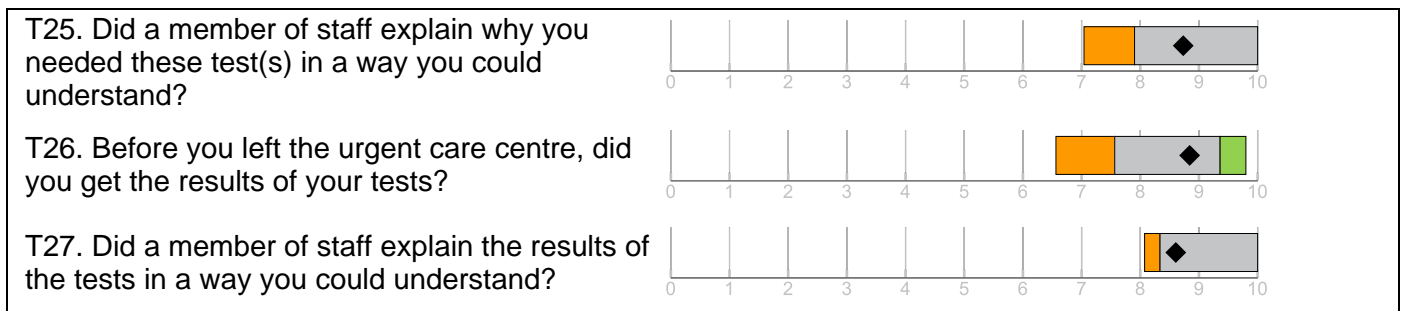 T25. Did a member of staff explain why you
needed these test(s) in a way you could
understand?
0 1 2 3 4 5 6 7 8 9 10
T26. Before you left the urgent care centre, did
you get the results of your tests?
0 1 2 3 4 5 6 7 8 9 10
T27. Did a member of staff explain the results of
the tests in a way you could understand?
0 1 2 3 4 5 6 7 8 9 10